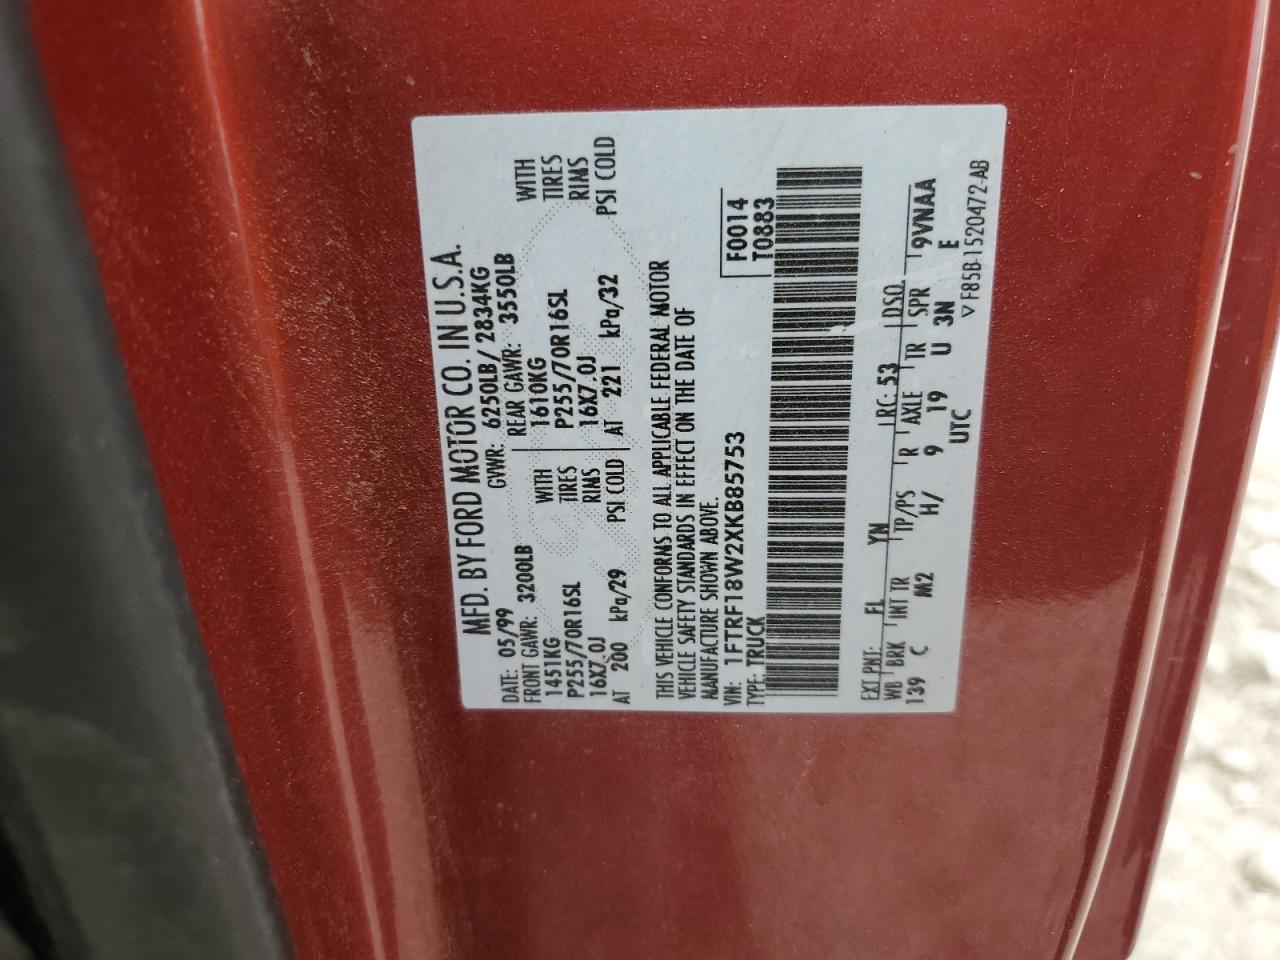 MFD. BY FORD MOTOR CO. IN U.S.A.
DATE: 05/99 GVWR: 6250LB/ 2834KG
FRONT GAWR: 3200LB REAR GAWR: 3550LB
1451KG WITH 1610KG WITH
P255/70R16SL TIRES P255/70R16SL TIRES
16X7.0J RIMS 16X7.0J RIMS
AT 200 kPa/29 PSI COLD AT 221 kPa/32 PSI COLD
THIS VEHICLE CONFORMS TO ALL APPLICABLE FEDERAL MOTOR
VEHICLE SAFETY STANDARDS IN EFFECT ON THE DATE OF
MANUFACTURE SHOWN ABOVE.
VIN: 1FTRF18W2XKB85753 F0014
TYPE: TRUCK T0883
EXT PNT: FL YN RC: 53 DSO
WB BRK INT TR TP/PS R AXLE TR SPR 9VNAA
139 C M2 H/ 9 19 U 3N E
UTC
▽F85B-1520472-AB